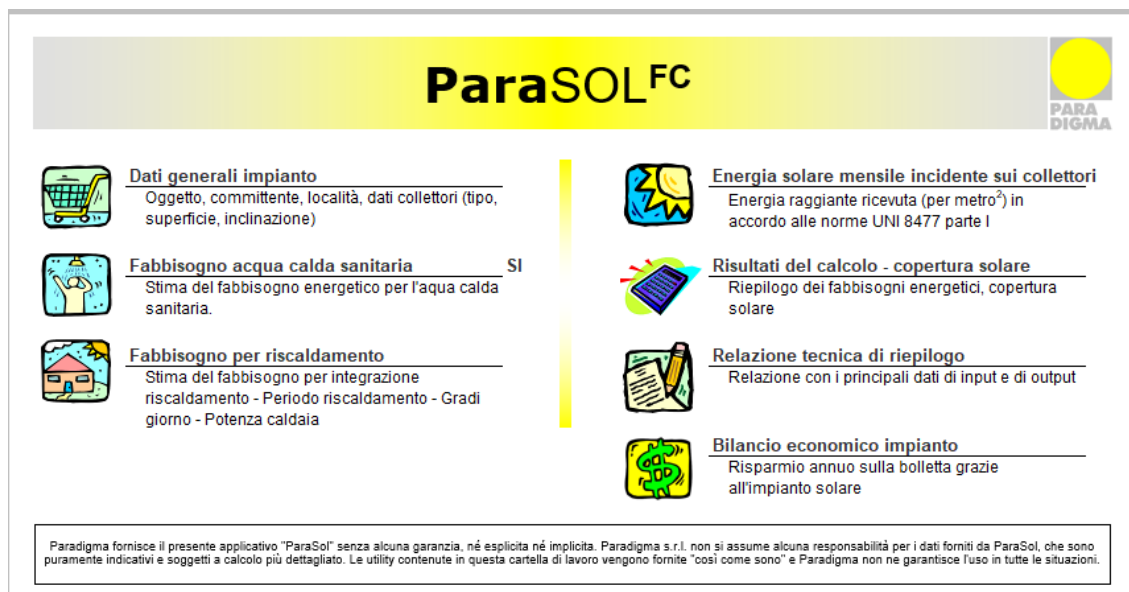 ParaSOL^FC
PARA
DIGMA
Dati generali impianto
Oggetto, committente, località, dati collettori (tipo,
superficie, inclinazione)
Fabbisogno acqua calda sanitaria SI
Stima del fabbisogno energetico per l'aqua calda
sanitaria.
Fabbisogno per riscaldamento
Stima del fabbisogno per integrazione
riscaldamento - Periodo riscaldamento - Gradi
giorno - Potenza caldaia
Energia solare mensile incidente sui collettori
Energia raggiante ricevuta (per metro²) in
accordo alle norme UNI 8477 parte I
Risultati del calcolo - copertura solare
Riepilogo dei fabbisogni energetici, copertura
solare
Relazione tecnica di riepilogo
Relazione con i principali dati di input e di output
Bilancio economico impianto
Risparmio annuo sulla bolletta grazie
all'impianto solare
Paradigma fornisce il presente applicativo "ParaSol" senza alcuna garanzia, né esplicita né implicita. Paradigma s.r.l. non si assume alcuna responsabilità per i dati forniti da ParaSol, che sono
puramente indicativi e soggetti a calcolo più dettagliato. Le utility contenute in questa cartella di lavoro vengono fornite "così come sono" e Paradigma non ne garantisce l'uso in tutte le situazioni.